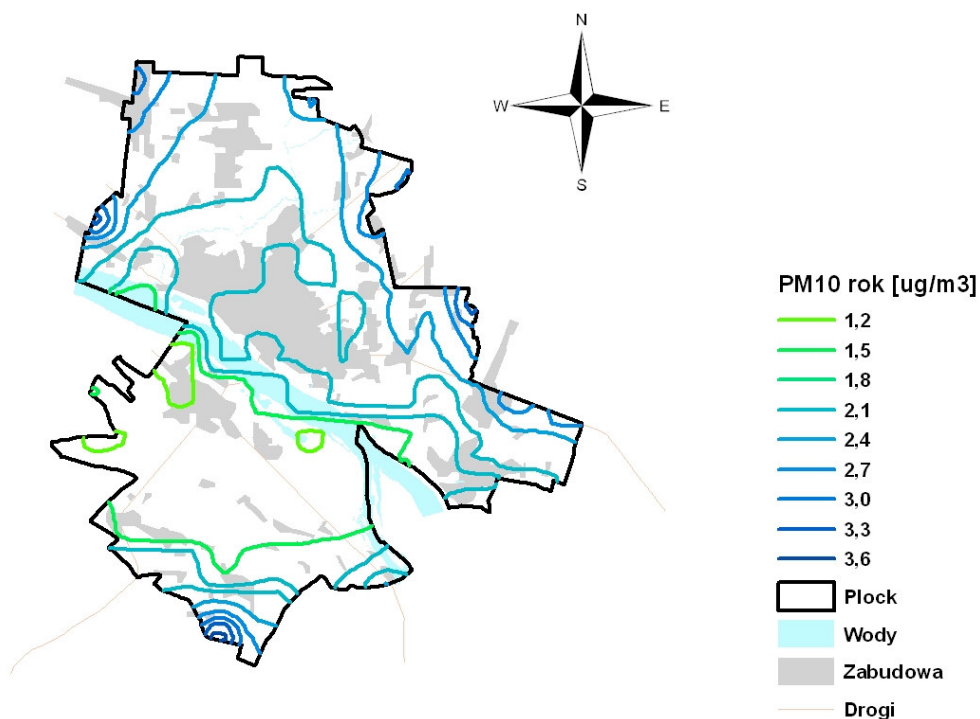 N
W
E
S
PM10 rok [ug/m3]
1,2
1,5
1,8
2,1
2,4
2,7
3,0
3,3
3,6
Plock
Wody
Zabudowa
Drogi